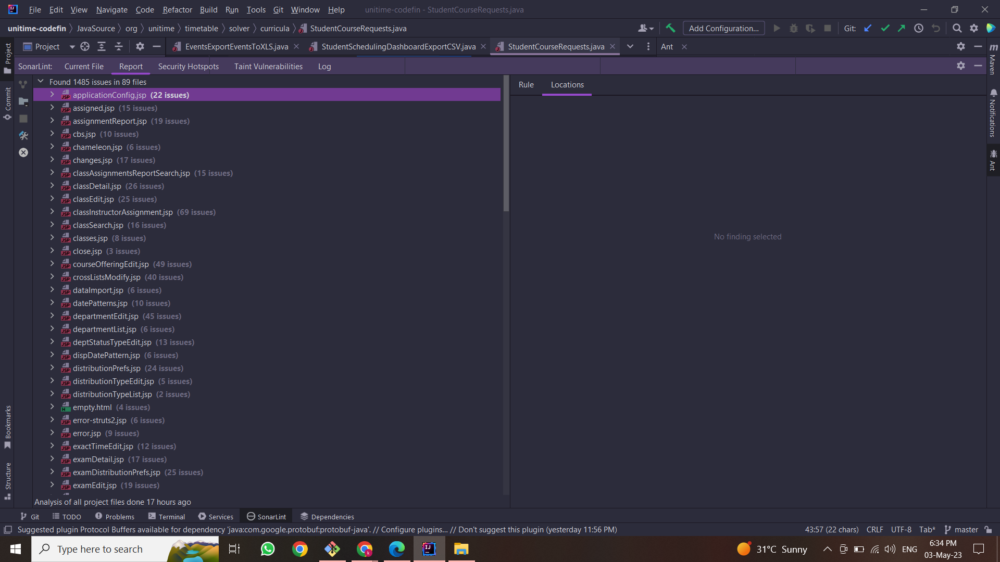 File Edit View Navigate Code Refactor Build Run Tools Git Window Help unitime-codefin - StudentCourseRequests.java
unitime-codefin JavaSource org unitime timetable solver curricula StudentCourseRequests.java Add Configuration... Git:
Project EventsExportEventsToXLS.java StudentSchedulingDashboardExportCSV.java StudentCourseRequests.java Ant
SonarLint: Current File Report Security Hotspots Taint Vulnerabilities Log
Found 1485 issues in 89 files
applicationConfig.jsp (22 issues)
assigned.jsp (15 issues)
assignmentReport.jsp (19 issues)
cbs.jsp (10 issues)
chameleon.jsp (6 issues)
changes.jsp (17 issues)
classAssignmentsReportSearch.jsp (15 issues)
classDetail.jsp (26 issues)
classEdit.jsp (25 issues)
classInstructorAssignment.jsp (69 issues)
classSearch.jsp (16 issues)
classes.jsp (8 issues)
close.jsp (3 issues)
courseOfferingEdit.jsp (49 issues)
crossListsModify.jsp (40 issues)
dataImport.jsp (6 issues)
datePatterns.jsp (10 issues)
departmentEdit.jsp (45 issues)
departmentList.jsp (6 issues)
deptStatusTypeEdit.jsp (13 issues)
dispDatePattern.jsp (6 issues)
distributionPrefs.jsp (24 issues)
distributionTypeEdit.jsp (5 issues)
distributionTypeList.jsp (2 issues)
empty.html (4 issues)
error-struts2.jsp (6 issues)
error.jsp (9 issues)
exactTimeEdit.jsp (12 issues)
examDetail.jsp (17 issues)
examDistributionPrefs.jsp (25 issues)
examEdit.jsp (19 issues)
Analysis of all project files done 17 hours ago
Rule Locations
No finding selected
Project
Commit
Bookmarks
Structure
Maven
Notifications
Ant
Git TODO Problems Terminal Services SonarLint Dependencies
Suggested plugin Protocol Buffers available for dependency 'java:com.google.protobuf:protobuf-java'. // Configure plugins... // Don't suggest this plugin (yesterday 11:56 PM) 43:57 (22 chars) CRLF UTF-8 Tab* master
Type here to search 31°C Sunny ENG 6:34 PM
03-May-23